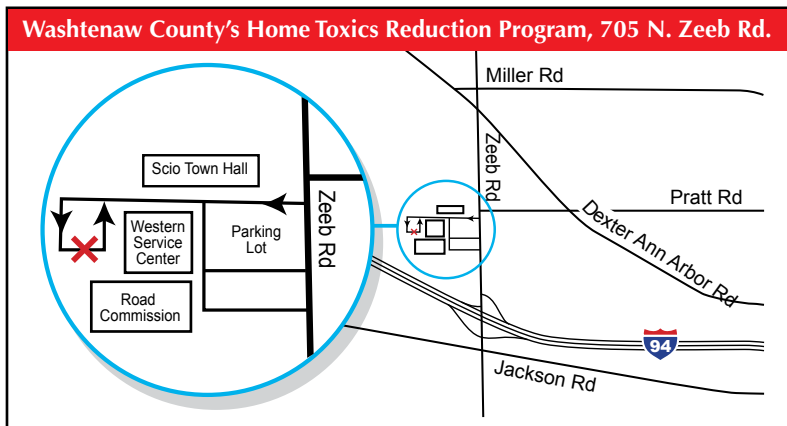 Washtenaw County's Home Toxics Reduction Program, 705 N. Zeeb Rd.
Miller Rd
Scio Town Hall
Zeeb Rd
Zeeb Rd
Pratt Rd
Western
Service
Center
Parking
Lot
Dexter Ann Arbor Rd
Road
Commission
94
Jackson Rd